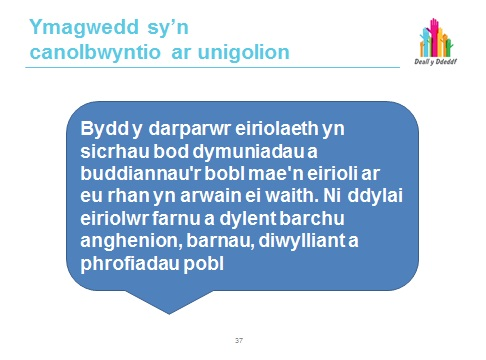 Ymagwedd sy’n
canolbwyntio ar unigolion
Deall y Ddeddf
Bydd y darparwr eiriolaeth yn
sicrhau bod dymuniadau a
buddiannau'r bobl mae'n eirioli ar
eu rhan yn arwain ei waith. Ni ddylai
eiriolwr farnu a dylent barchu
anghenion, barnau, diwylliant a
phrofiadau pobl
37